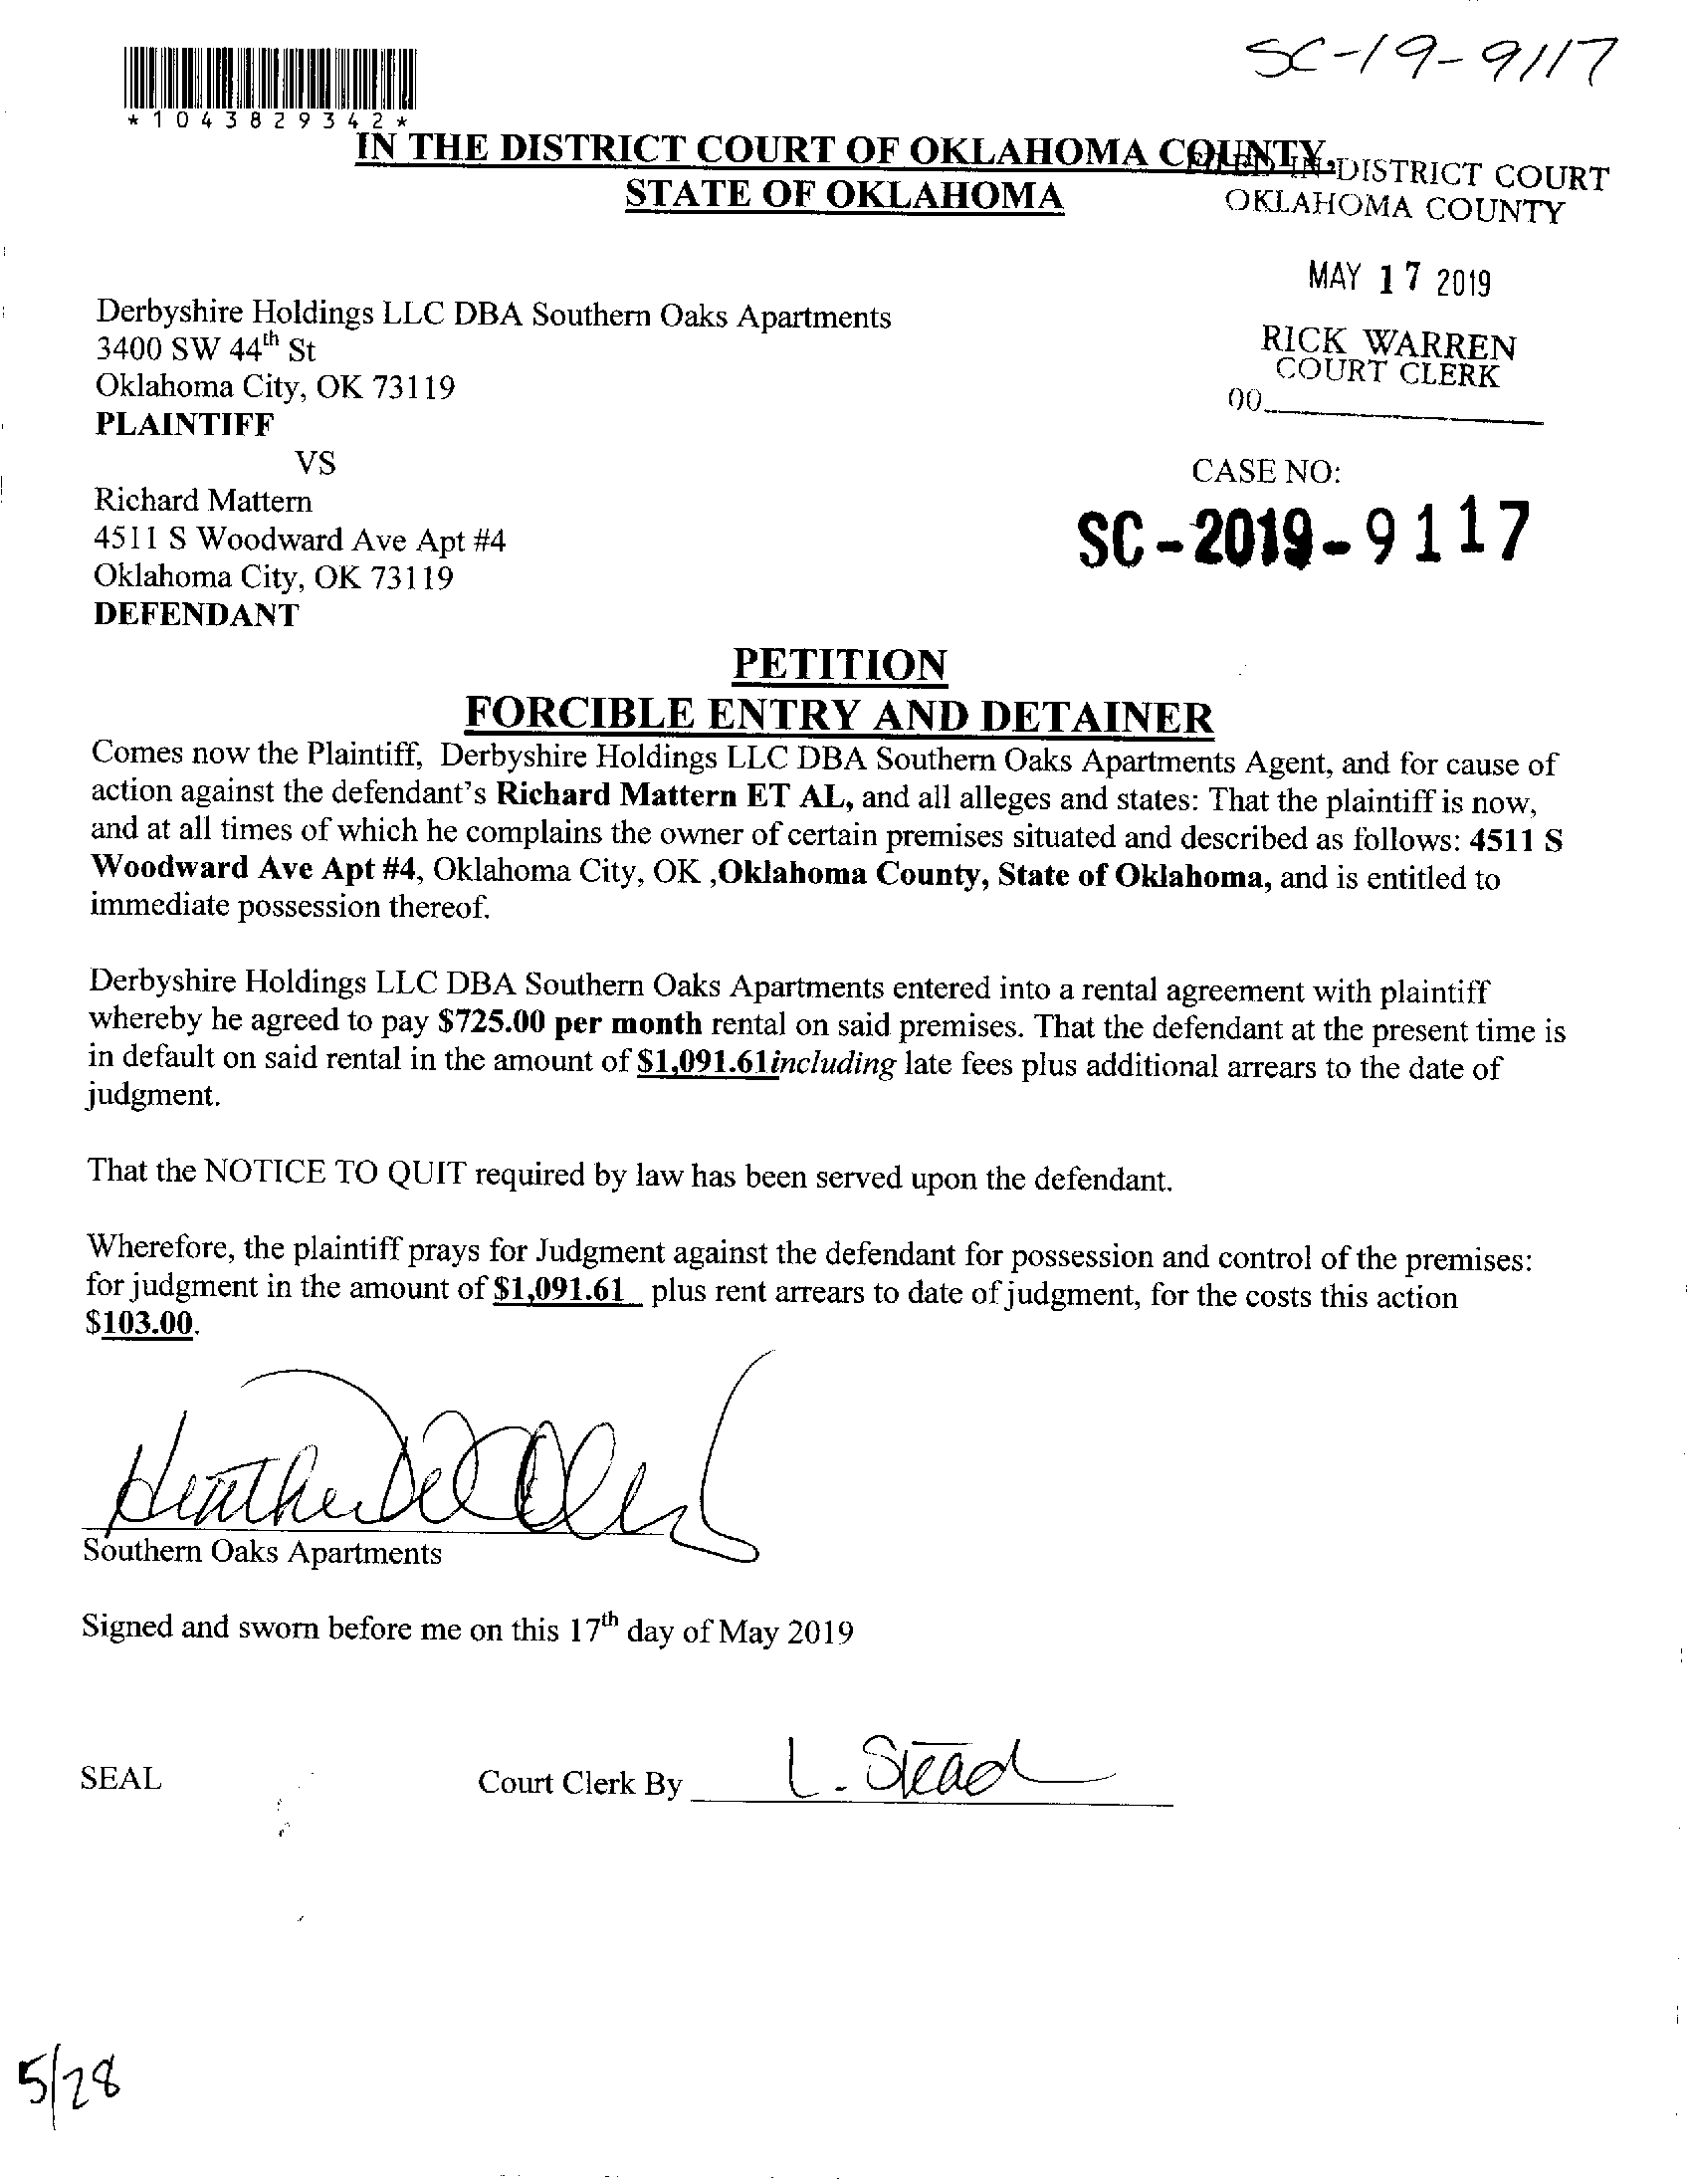 SC-19-9117
*1043829342*
IN THE DISTRICT COURT OF OKLAHOMA COUNTY,
STATE OF OKLAHOMA
FILED IN DISTRICT COURT
OKLAHOMA COUNTY
MAY 17 2019
RICK WARREN
COURT CLERK
00
Derbyshire Holdings LLC DBA Southern Oaks Apartments
3400 SW 44th St
Oklahoma City, OK 73119
PLAINTIFF
VS
CASE NO:
SC-2019-9117
Richard Mattern
4511 S Woodward Ave Apt #4
Oklahoma City, OK 73119
DEFENDANT
PETITION
FORCIBLE ENTRY AND DETAINER
Comes now the Plaintiff, Derbyshire Holdings LLC DBA Southern Oaks Apartments Agent, and for cause of
action against the defendant's Richard Mattern ET AL, and all alleges and states: That the plaintiff is now,
and at all times of which he complains the owner of certain premises situated and described as follows: 4511 S
Woodward Ave Apt #4, Oklahoma City, OK ,Oklahoma County, State of Oklahoma, and is entitled to
immediate possession thereof.
Derbyshire Holdings LLC DBA Southern Oaks Apartments entered into a rental agreement with plaintiff
whereby he agreed to pay $725.00 per month rental on said premises. That the defendant at the present time is
in default on said rental in the amount of $1,091.61including late fees plus additional arrears to the date of
judgment.
That the NOTICE TO QUIT required by law has been served upon the defendant.
Wherefore, the plaintiff prays for Judgment against the defendant for possession and control of the premises:
for judgment in the amount of $1,091.61 plus rent arrears to date of judgment, for the costs this action
$103.00.
Heather
Southern Oaks Apartments
Signed and sworn before me on this 17th day of May 2019
SEAL
Court Clerk By L. Stead
5/28